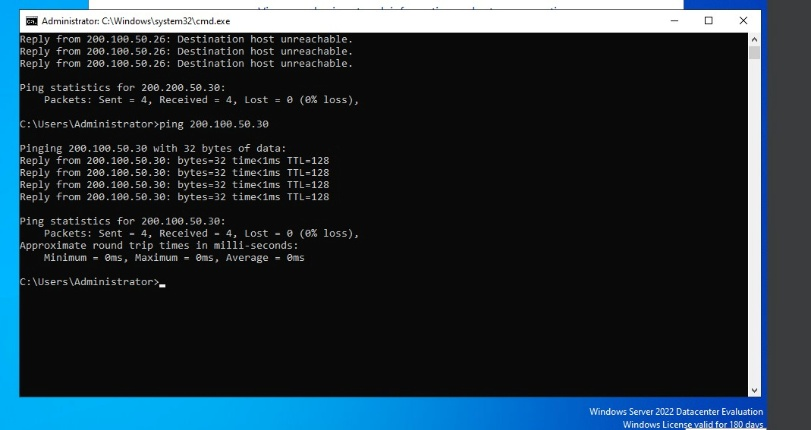 Administrator: C:\Windows\system32\cmd.exe
Reply from 200.100.50.26: Destination host unreachable.
Reply from 200.100.50.26: Destination host unreachable.
Reply from 200.100.50.26: Destination host unreachable.
Ping statistics for 200.200.50.30:
Packets: Sent = 4, Received = 4, Lost = 0 (0% loss),
C:\Users\Administrator>ping 200.100.50.30
Pinging 200.100.50.30 with 32 bytes of data:
Reply from 200.100.50.30: bytes=32 time<1ms TTL=128
Reply from 200.100.50.30: bytes=32 time<1ms TTL=128
Reply from 200.100.50.30: bytes=32 time<1ms TTL=128
Reply from 200.100.50.30: bytes=32 time<1ms TTL=128
Ping statistics for 200.100.50.30:
Packets: Sent = 4, Received = 4, Lost = 0 (0% loss),
Approximate round trip times in milli-seconds:
Minimum = 0ms, Maximum = 0ms, Average = 0ms
C:\Users\Administrator>
Windows Server 2022 Datacenter Evaluation
Windows License valid for 180 days